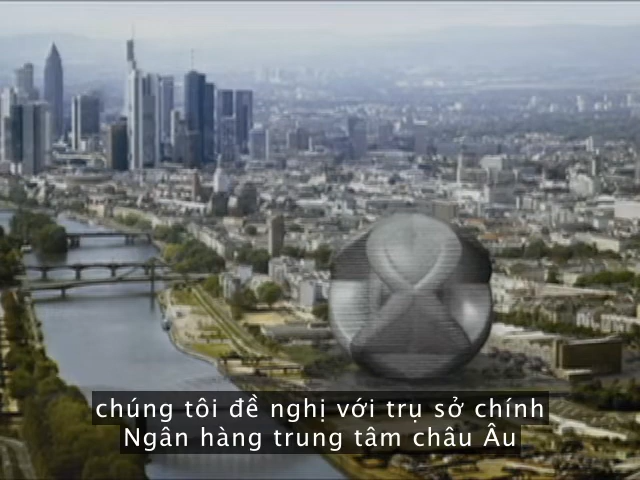 chúng tôi đề nghị với trụ sở chính
Ngân hàng trung tâm châu Âu